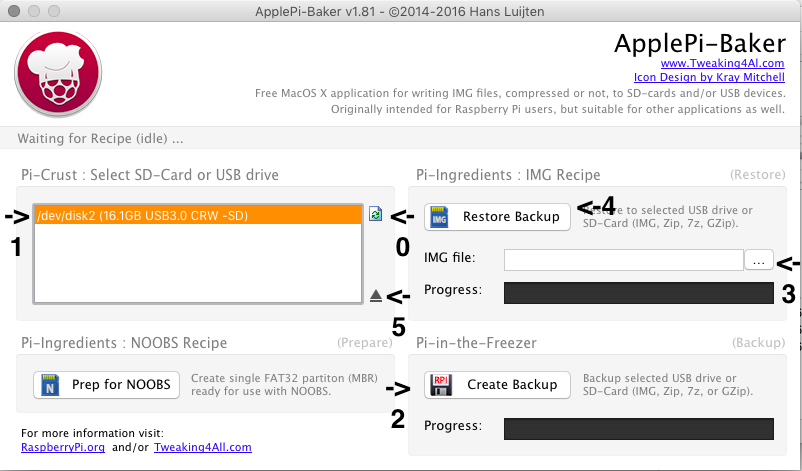 ApplePi-Baker v1.81 - ©2014-2016 Hans Luijten
ApplePi-Baker
www.Tweaking4All.com
Icon Design by Kray Mitchell
Free MacOS X application for writing IMG files, compressed or not, to SD-cards and/or USB devices.
Originally intended for Raspberry Pi users, but suitable for other applications as well.
Waiting for Recipe (idle) ...
Pi-Crust : Select SD-Card or USB drive
->
1
/dev/disk2 (16.1GB USB3.0 CRW -SD)
<-
0
<-
5
Pi-Ingredients : IMG Recipe
(Restore)
IMG
Restore Backup
<-4
Restore to selected USB drive or
SD-Card (IMG, Zip, 7z, GZip).
IMG file:
...
<-
3
Progress:
Pi-Ingredients : NOOBS Recipe
(Prepare)
N
Prep for NOOBS
Create single FAT32 partiton (MBR)
ready for use with NOOBS.
Pi-in-the-Freezer
(Backup)
->
2
RPI
Create Backup
Backup selected USB drive or
SD-Card (IMG, Zip, 7z, or GZip).
Progress:
For more information visit:
RaspberryPi.org and/or Tweaking4All.com